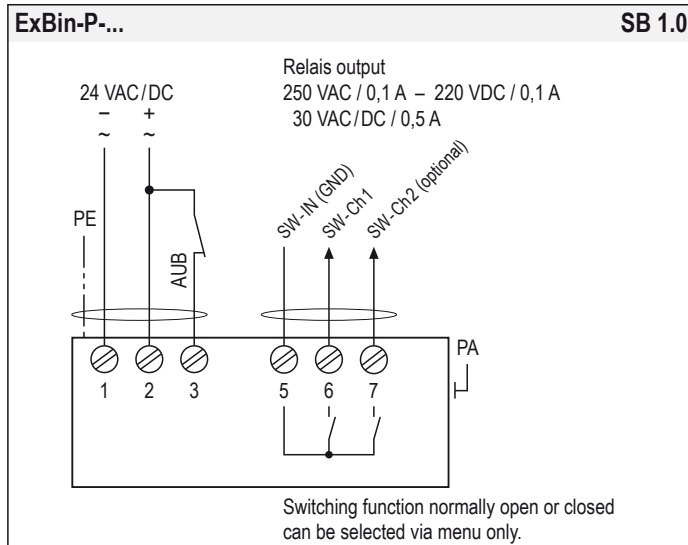 ExBin-P-... SB 1.0
Relais output
24 VAC/DC 250 VAC / 0,1 A – 220 VDC / 0,1 A
– + 30 VAC/DC / 0,5 A
~ ~
SW-IN (GND)
SW-Ch1
SW-Ch2 (optional)
PE
AUB
PA
1 2 3 5 6 7
Switching function normally open or closed
can be selected via menu only.